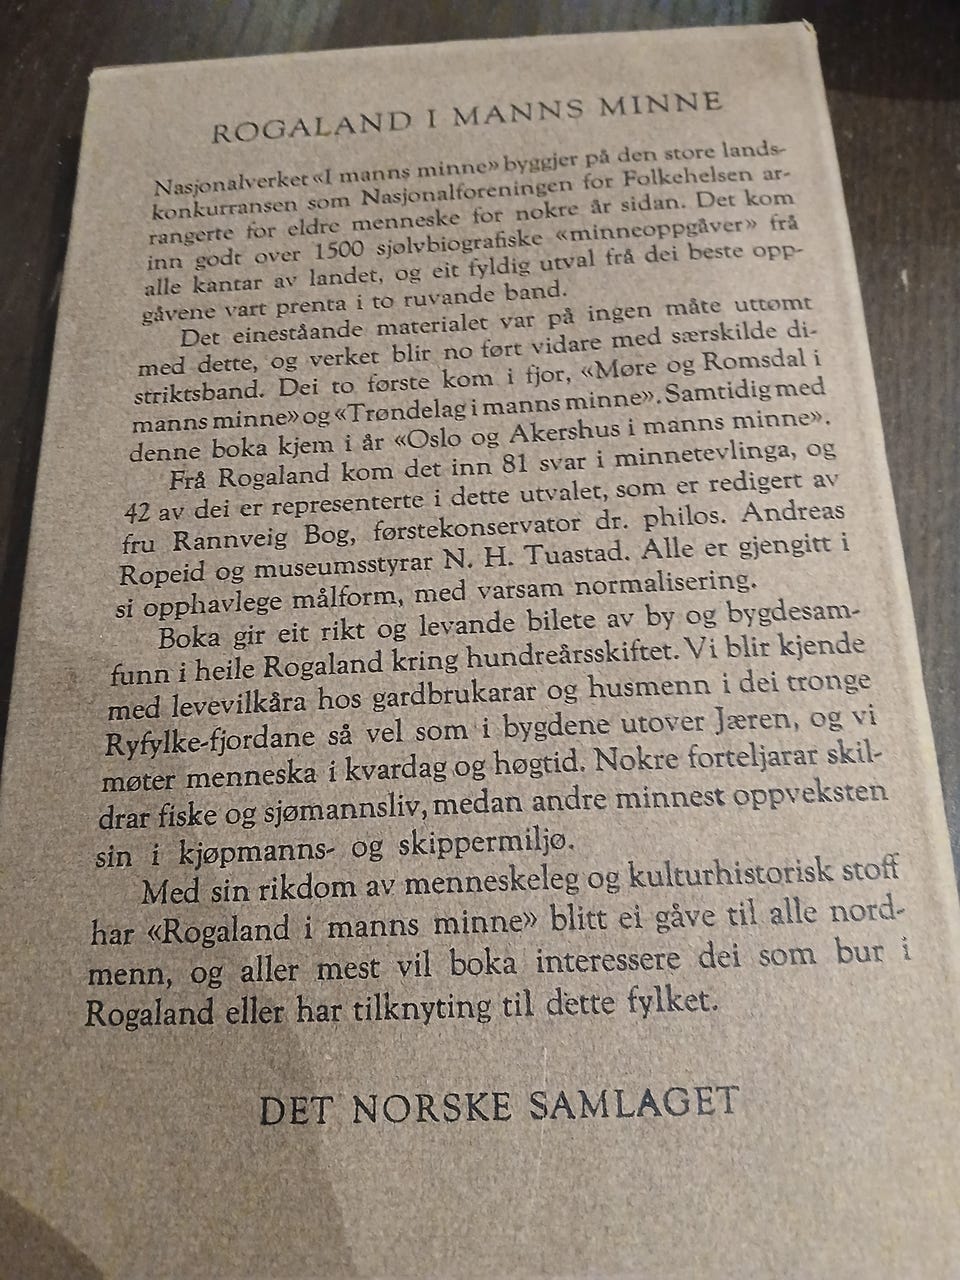 ROGALAND I MANNS MINNE
Nasjonalverket «I manns minne» byggjer på den store lands-
konkurransen som Nasjonalforeningen for Folkehelsen ar-
rangerte for eldre menneske for nokre år sidan. Det kom
inn godt over 1500 sjølvbiografiske «minneoppgåver» frå
alle kantar av landet, og eit fyldig utval frå dei beste opp-
gåvene vart prenta i to ruvande band.
Det eineståande materialet var på ingen måte uttømt
med dette, og verket blir no ført vidare med særskilde di-
striktsband. Dei to første kom i fjor, «Møre og Romsdal i
manns minne» og «Trøndelag i manns minne». Samtidig med
denne boka kjem i år «Oslo og Akershus i manns minne».
Frå Rogaland kom det inn 81 svar i minnetevlinga, og
42 av dei er representerte i dette utvalet, som er redigert av
fru Rannveig Bog, førstekonservator dr. philos. Andreas
Ropeid og museumsstyrar N. H. Tuastad. Alle er gjengitt i
si opphavlege målform, med varsam normalisering.
Boka gir eit rikt og levande bilete av by og bygdesam-
funn i heile Rogaland kring hundreårsskiftet. Vi blir kjende
med levevilkåra hos gardbrukarar og husmenn i dei tronge
Ryfylke-fjordane så vel som i bygdene utover Jæren, og vi
møter menneska i kvardag og høgtid. Nokre forteljarar skil-
drar fiske og sjømannsliv, medan andre minnest oppveksten
sin i kjøpmanns- og skippermiljø.
Med sin rikdom av menneskeleg og kulturhistorisk stoff
har «Rogaland i manns minne» blitt ei gåve til alle nord-
menn, og aller mest vil boka interessere dei som bur i
Rogaland eller har tilknyting til dette fylket.
DET NORSKE SAMLAGET